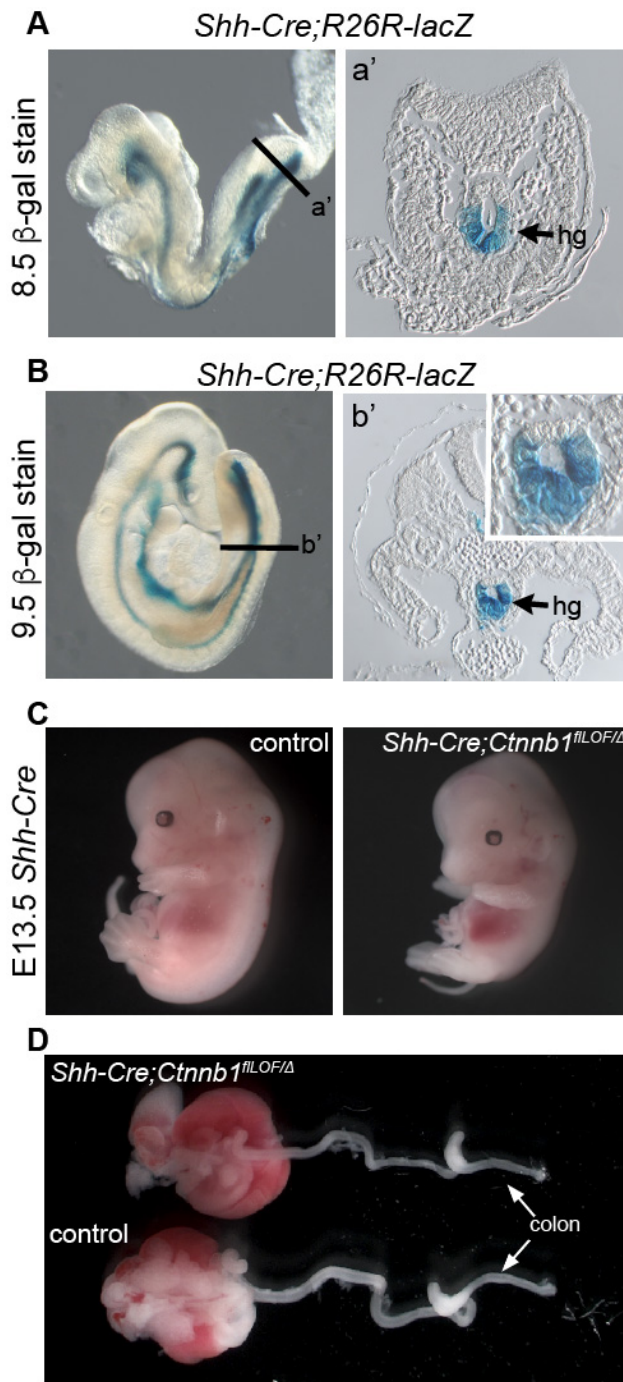 A
Shh-Cre;R26R-lacZ
8.5 β-gal stain
a'
a'
hg
B
Shh-Cre;R26R-lacZ
9.5 β-gal stain
b'
b'
hg
C
E13.5 Shh-Cre
control
Shh-Cre;Ctnnb1flLOF/Δ
D
Shh-Cre;Ctnnb1flLOF/Δ
control
colon